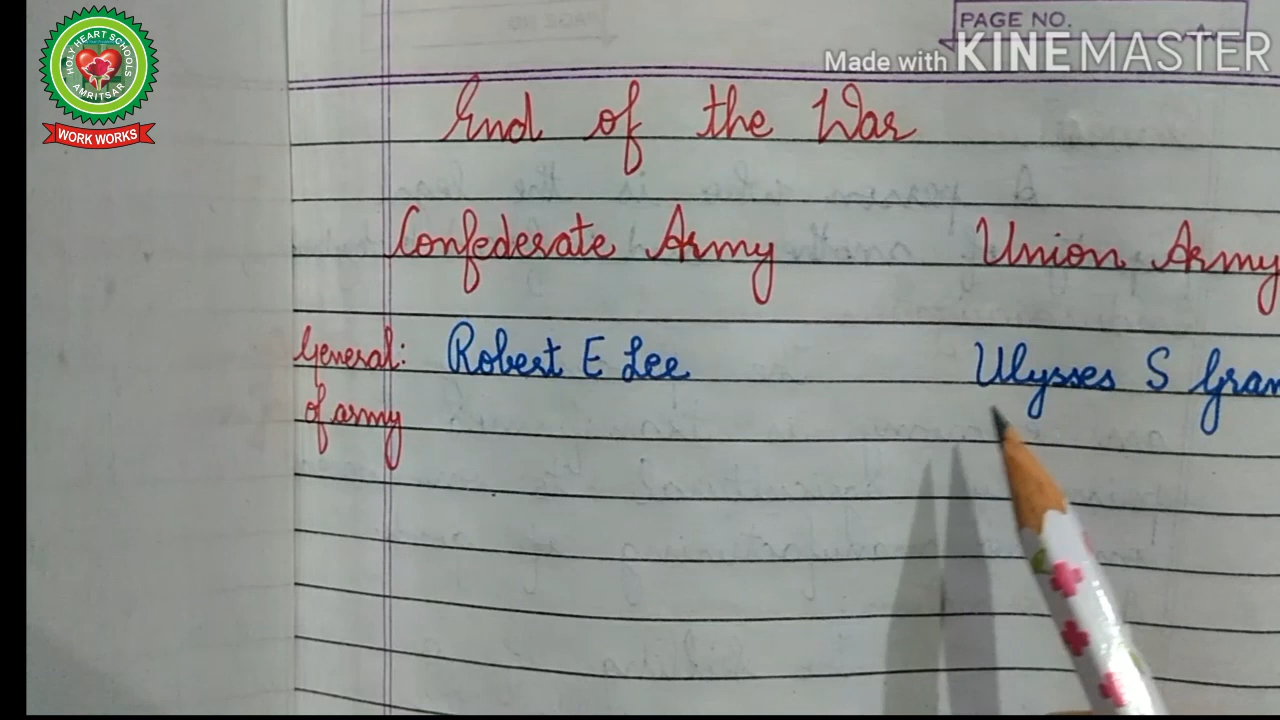 HOLY HEART SCHOOLS
AMRITSAR
WORK WORKS
PAGE NO.
Made with KINEMASTER
End of the War
Confederate Army Union Army
General: Robert E Lee Ulysses S Gran
of army